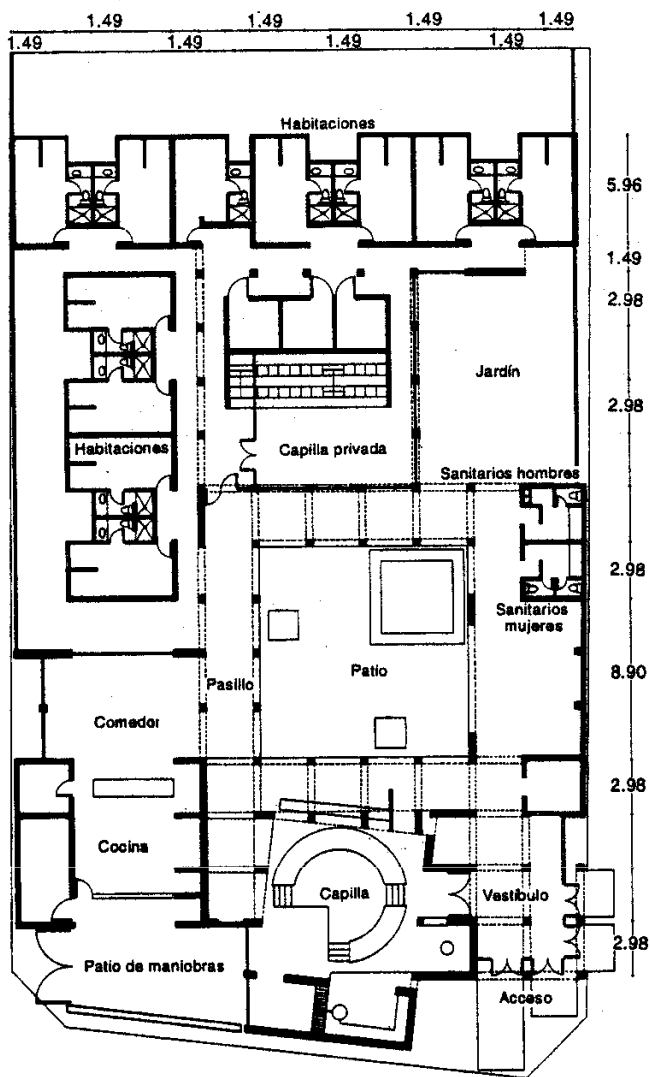 1.49 1.49 1.49 1.49
1.49 1.49 1.49 1.49
Habitaciones
5.96
1.49
2.98
Jardín
2.98
Habitaciones
Capilla privada
Sanitarios hombres
2.98
Sanitarios
mujeres
Pasillo
Patio
8.90
Comedor
2.98
Cocina
Capilla
Vestíbulo
2.98
Patio de maniobras
Acceso